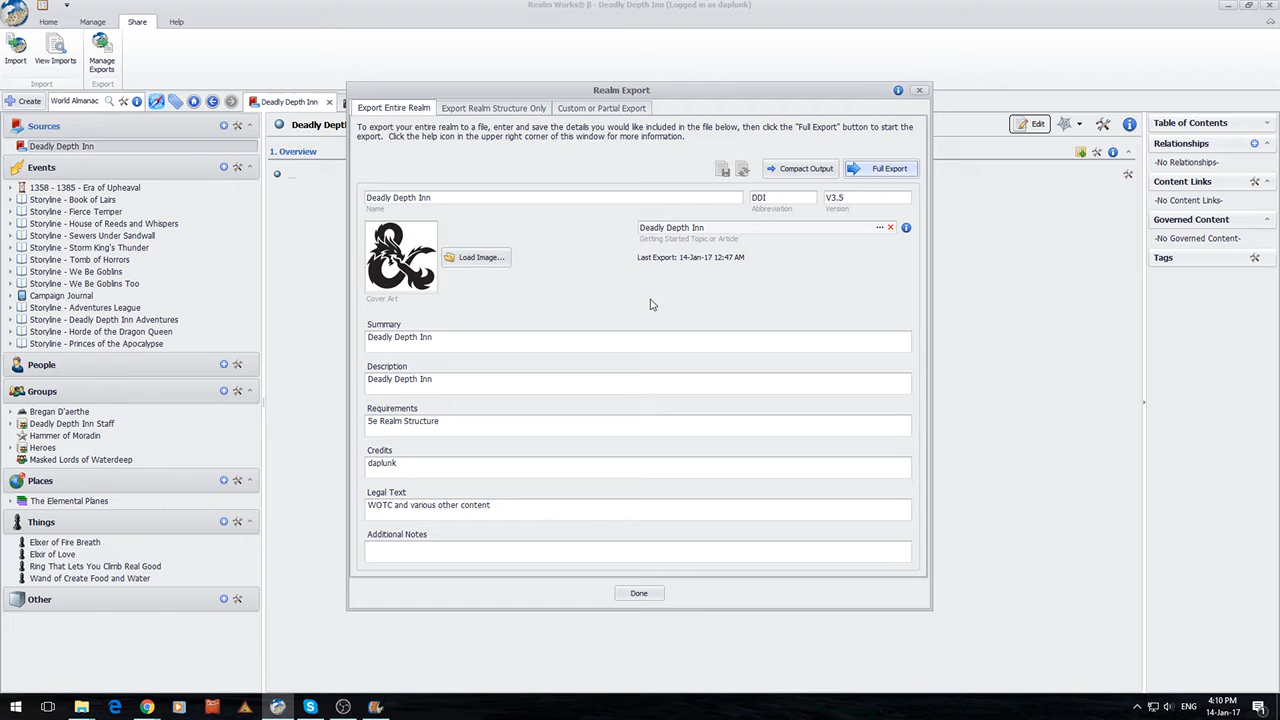 Realm Works® β - Deadly Depth Inn (Logged in as daplunk)
Home Manage Share Help
Import View Imports Manage Exports
Import Export
Create World Almanac Deadly Depth Inn
Sources
Deadly Depth Inn
Events
1358 - 1385 - Era of Upheaval
Storyline - Book of Lairs
Storyline - Fierce Temper
Storyline - House of Reeds and Whispers
Storyline - Sewers Under Sandwall
Storyline - Storm King's Thunder
Storyline - Tomb of Horrors
Storyline - We Be Goblins
Storyline - We Be Goblins Too
Campaign Journal
Storyline - Adventures League
Storyline - Deadly Depth Inn Adventures
Storyline - Horde of the Dragon Queen
Storyline - Princes of the Apocalypse
People
Groups
Bregan D'aerthe
Deadly Depth Inn Staff
Hammer of Moradin
Heroes
Masked Lords of Waterdeep
Places
The Elemental Planes
Things
Elixer of Fire Breath
Elixir of Love
Ring That Lets You Climb Real Good
Wand of Create Food and Water
Other
Deadly Dept
1. Overview
...
Realm Export
Export Entire Realm Export Realm Structure Only Custom or Partial Export
To export your entire realm to a file, enter and save the details you would like included in the file below, then click the "Full Export" button to start the
export. Click the help icon in the upper right corner of this window for more information.
Compact Output Full Export
Deadly Depth Inn DDI V3.5
Name Abbreviation Version
Deadly Depth Inn ...
Getting Started Topic or Article
Load Image... Last Export: 14-Jan-17 12:47 AM
Cover Art
Summary
Deadly Depth Inn
Description
Deadly Depth Inn
Requirements
5e Realm Structure
Credits
daplunk
Legal Text
WOTC and various other content
Additional Notes
Done
Edit
Table of Contents
Relationships
-No Relationships-
Content Links
-No Content Links-
Governed Content
-No Governed Content-
Tags
ENG
4:10 PM
14-Jan-17